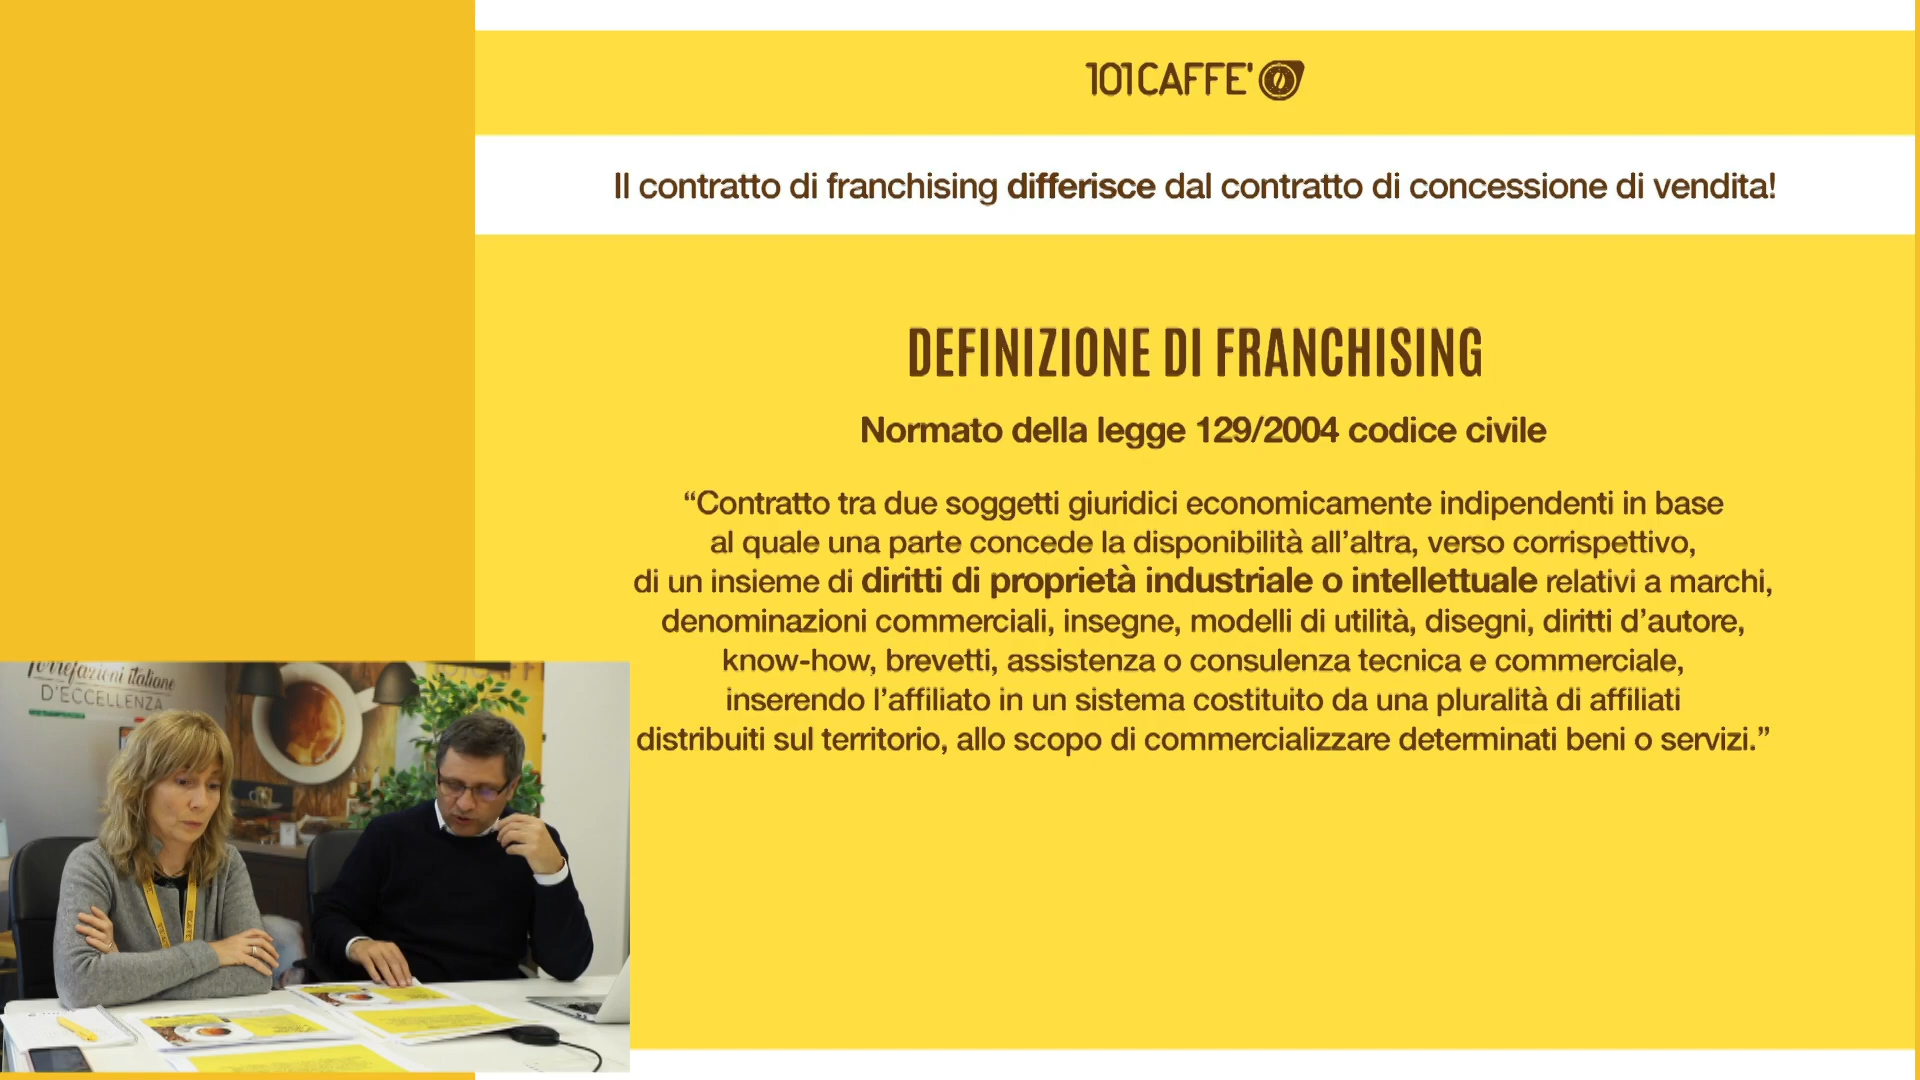 101CAFFE'
Il contratto di franchising differisce dal contratto di concessione di vendita!
DEFINIZIONE DI FRANCHISING
Normato della legge 129/2004 codice civile
“Contratto tra due soggetti giuridici economicamente indipendenti in base
al quale una parte concede la disponibilità all’altra, verso corrispettivo,
di un insieme di diritti di proprietà industriale o intellettuale relativi a marchi,
denominazioni commerciali, insegne, modelli di utilità, disegni, diritti d’autore,
know-how, brevetti, assistenza o consulenza tecnica e commerciale,
inserendo l’affiliato in un sistema costituito da una pluralità di affiliati
distribuiti sul territorio, allo scopo di commercializzare determinati beni o servizi.”
Torrefazioni italiane
D'ECCELLENZA